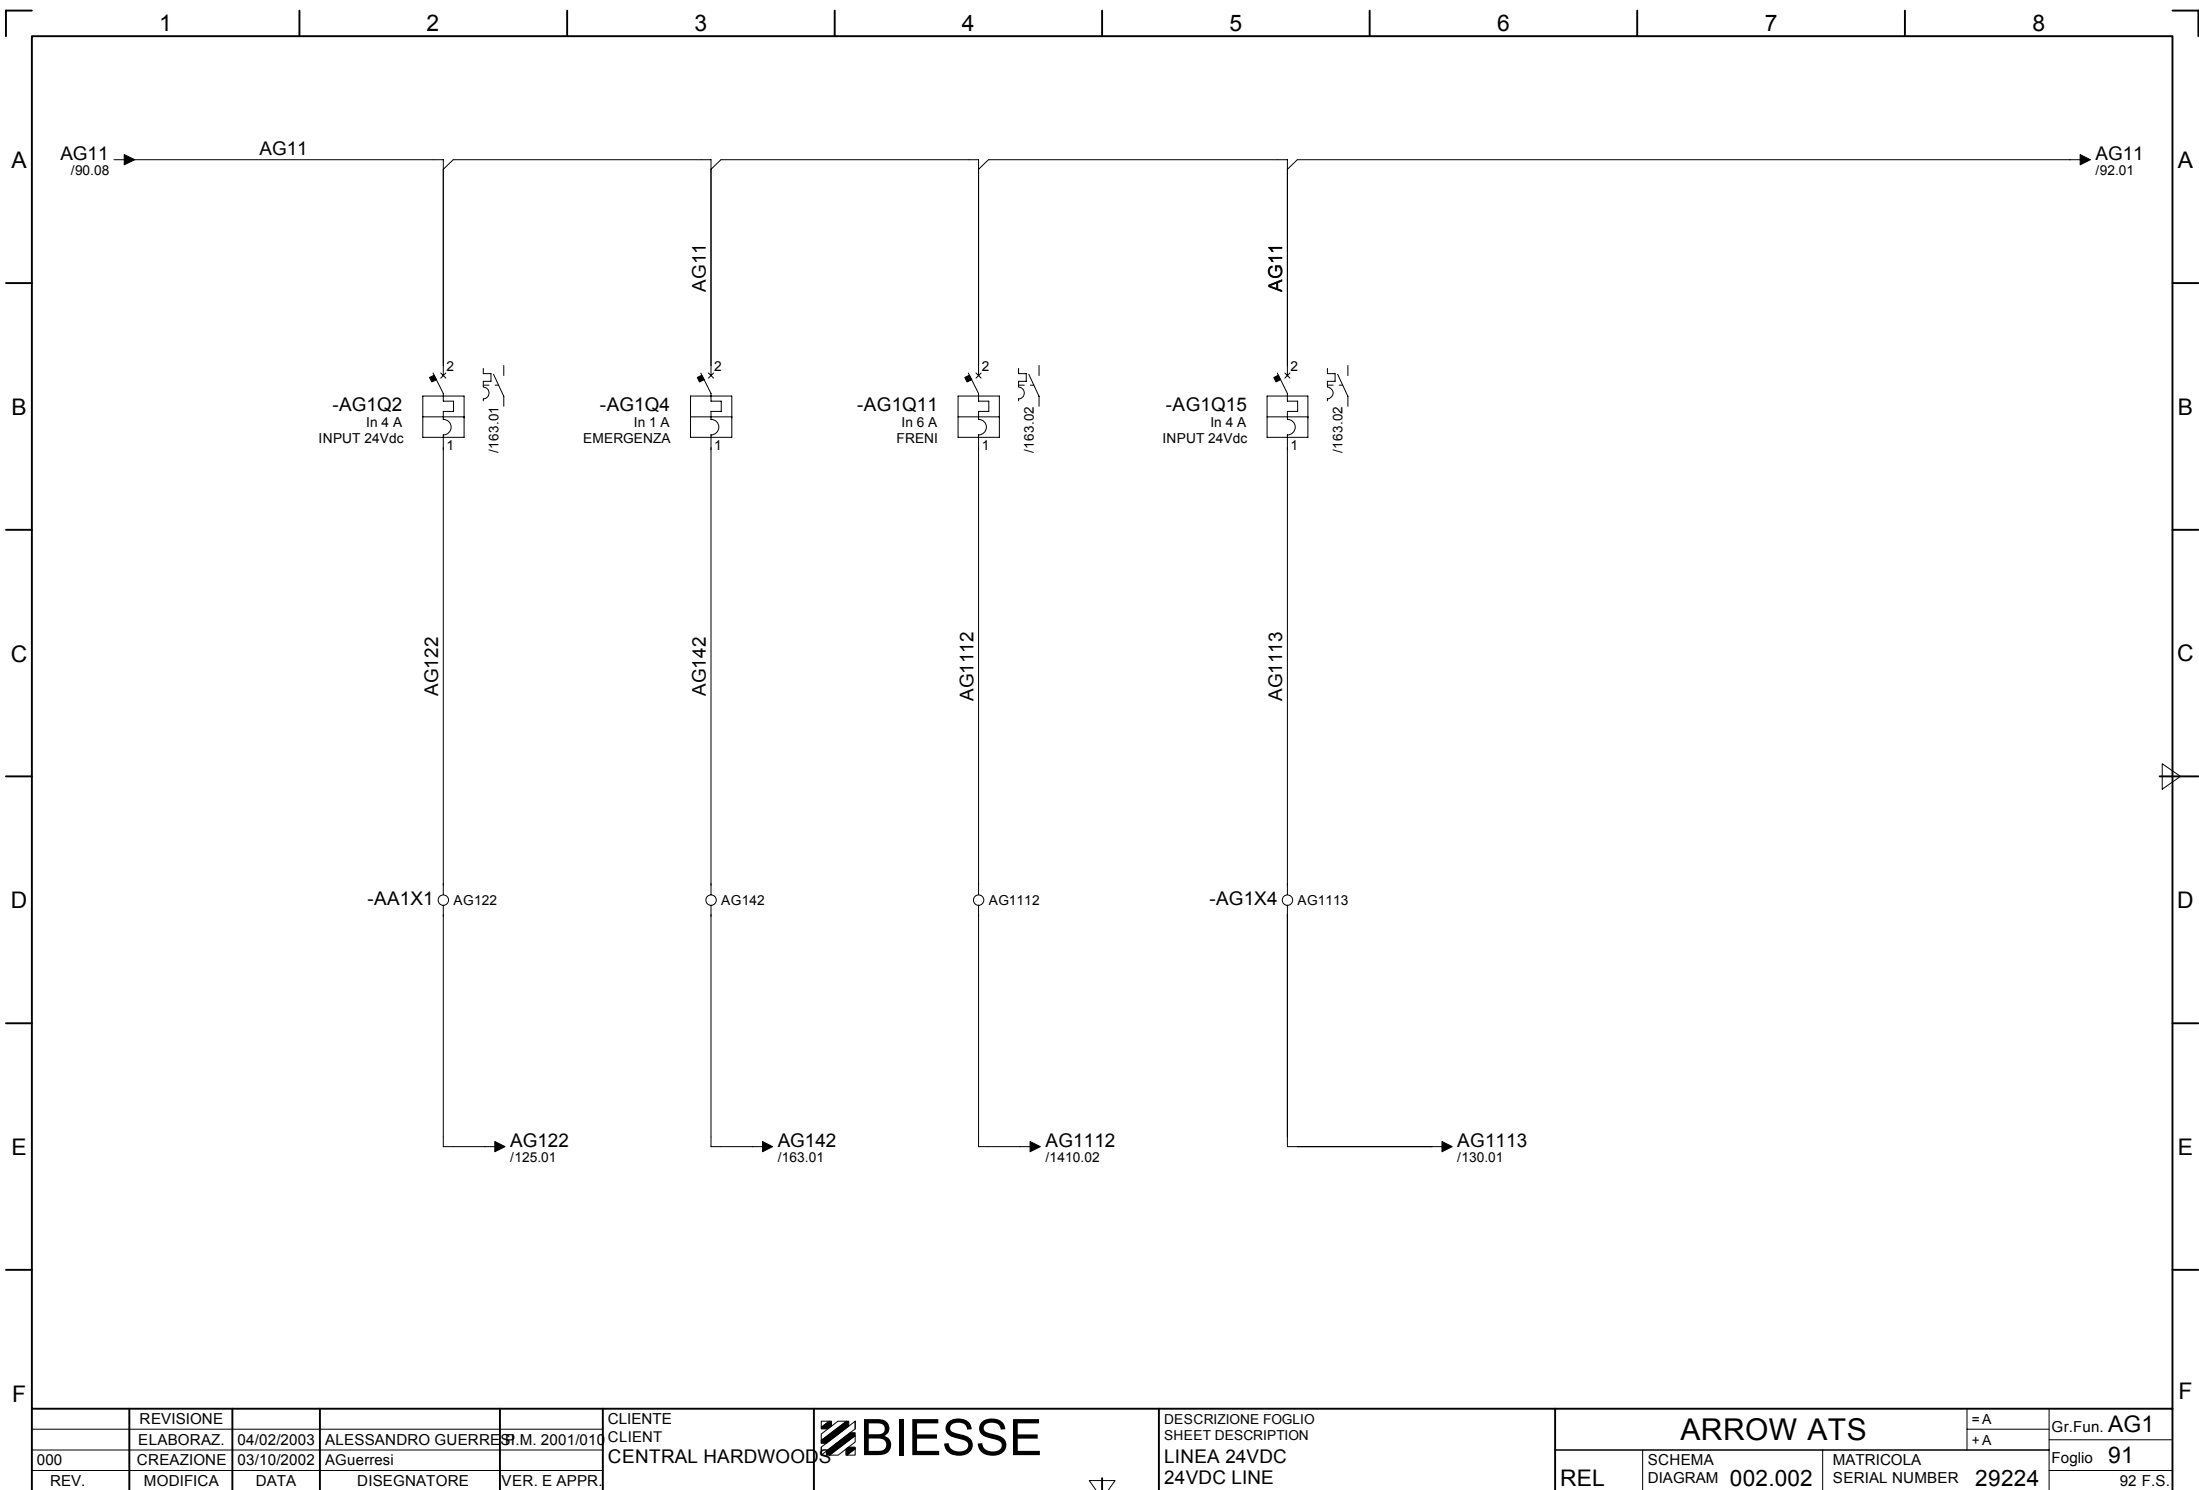 1 2 3 4 5 6 7 8
A AG11 AG11 AG11 A
/90.08 /92.01
AG11 AG11
2 2 2 2
B -AG1Q2 /163.01 -AG1Q4 -AG1Q11 /163.02 -AG1Q15 /163.02 B
In 4 A In 1 A In 6 A In 4 A
INPUT 24Vdc EMERGENZA FRENI INPUT 24Vdc
1 1 1 1
C AG122 AG142 AG1112 AG1113 C
D -AA1X1 AG122 AG142 AG1112 -AG1X4 AG1113 D
E AG122 AG142 AG1112 AG1113 E
/125.01 /163.01 /1410.02 /130.01
F F
REVISIONE
ELABORAZ. 04/02/2003 ALESSANDRO GUERRESI P.M. 2001/010
000 CREAZIONE 03/10/2002 AGuerresi
REV. MODIFICA DATA DISEGNATORE VER. E APPR.
CLIENTE
CLIENT
CENTRAL HARDWOODS
BIESSE
DESCRIZIONE FOGLIO
SHEET DESCRIPTION
LINEA 24VDC
24VDC LINE
ARROW ATS
= A
+ A
Gr.Fun. AG1
REL
SCHEMA
DIAGRAM 002.002
MATRICOLA
SERIAL NUMBER 29224
Foglio 91
92 F.S.